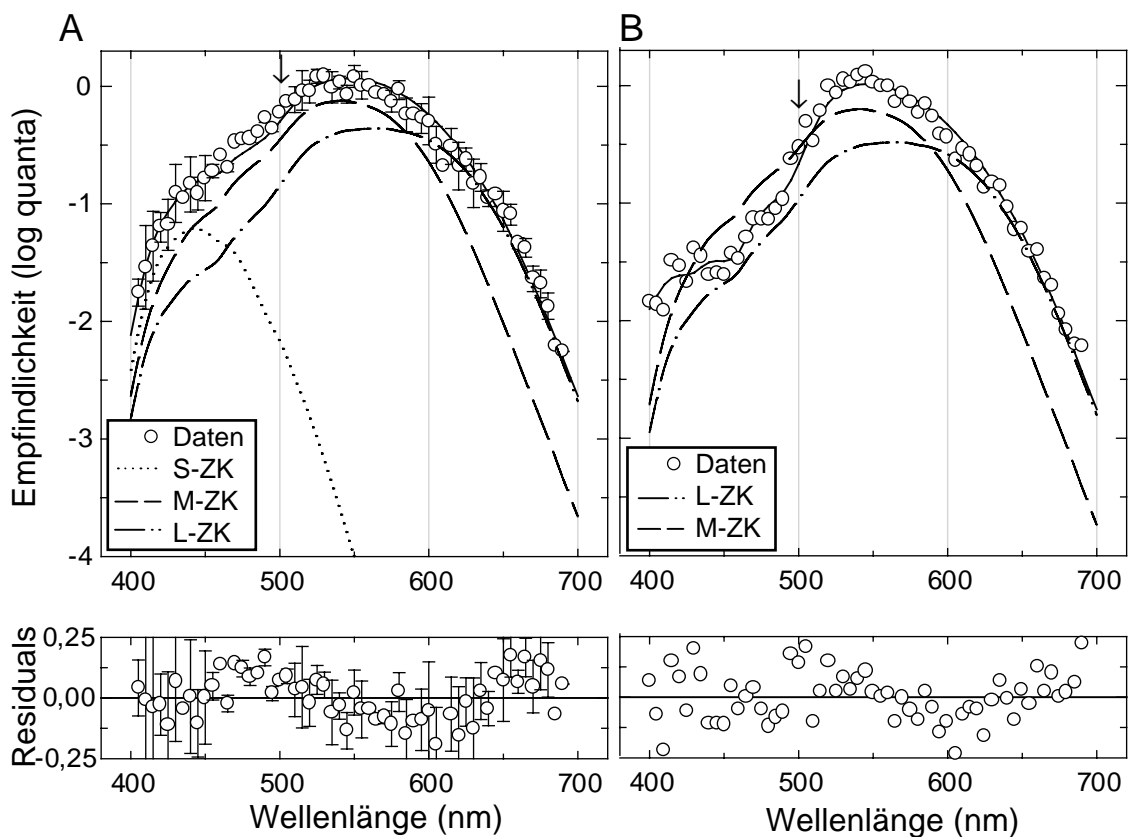 A
B
Empfindlichkeit (log quanta)
0
-1
-2
-3
-4
Daten
S-ZK
M-ZK
L-ZK
Daten
L-ZK
M-ZK
400 500 600 700
400 500 600 700
Residuals
0,25
0,00
-0,25
400 500 600 700
400 500 600 700
Wellenlänge (nm)
Wellenlänge (nm)